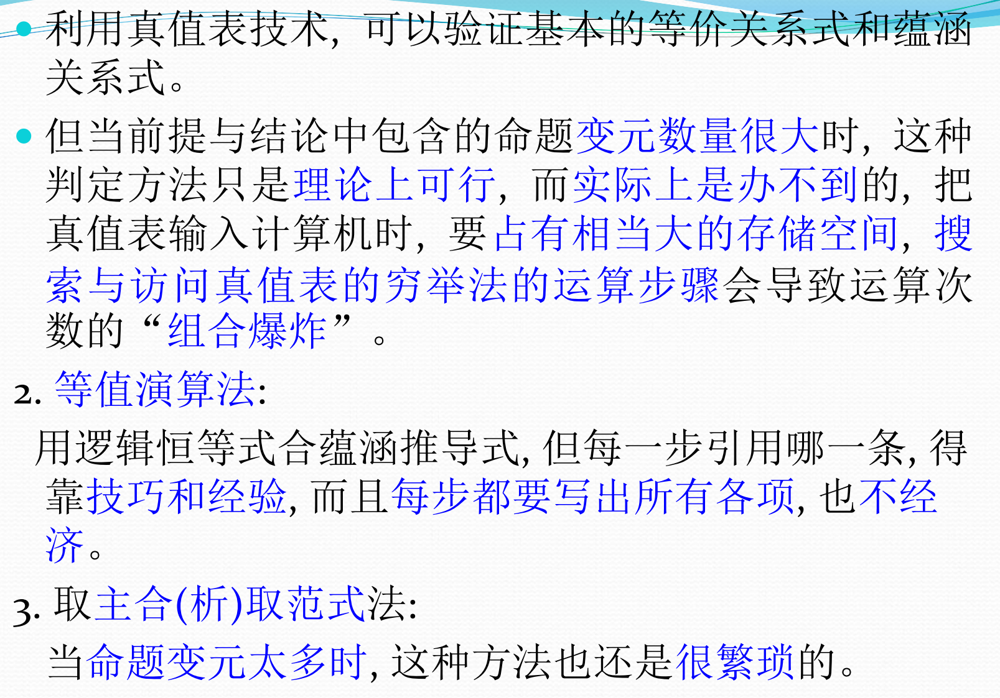 利用真值表技术, 可以验证基本的等价关系式和蕴涵
关系式。
但当前提与结论中包含的命题变元数量很大时, 这种
判定方法只是理论上可行, 而实际上是办不到的, 把
真值表输入计算机时, 要占有相当大的存储空间, 搜
索与访问真值表的穷举法的运算步骤会导致运算次
数的“组合爆炸”。
2. 等值演算法:
用逻辑恒等式合蕴涵推导式, 但每一步引用哪一条, 得
靠技巧和经验, 而且每步都要写出所有各项, 也不经
济。
3. 取主合(析)取范式法:
当命题变元太多时, 这种方法也还是很繁琐的。